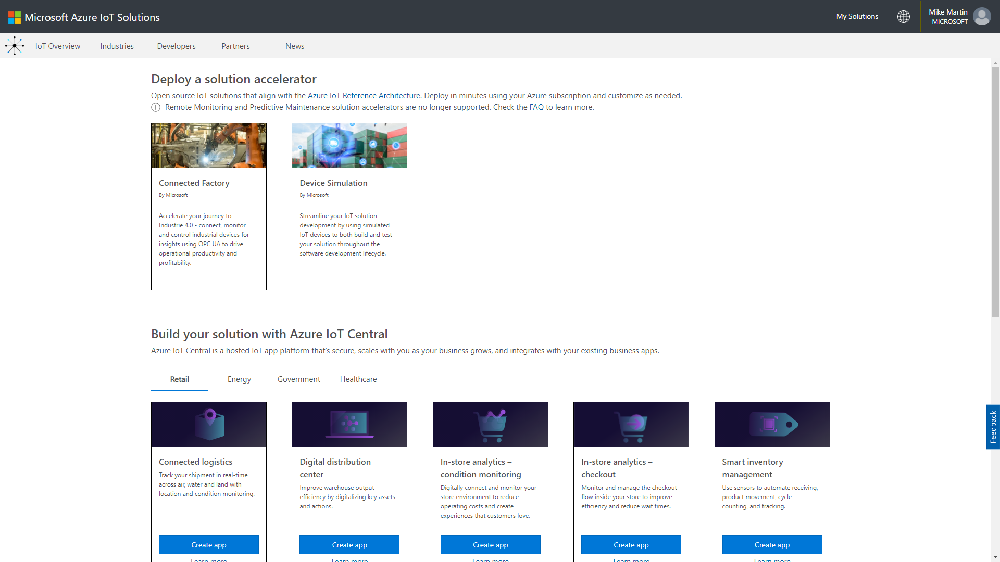 Microsoft Azure IoT Solutions
My Solutions
Mike Martin
MICROSOFT
IoT Overview
Industries
Developers
Partners
News
Deploy a solution accelerator
Open source IoT solutions that align with the Azure IoT Reference Architecture. Deploy in minutes using your Azure subscription and customize as needed.
Remote Monitoring and Predictive Maintenance solution accelerators are no longer supported. Check the FAQ to learn more.
Connected Factory
By Microsoft
Accelerate your journey to
Industrie 4.0 - connect, monitor
and control industrial devices for
insights using OPC UA to drive
operational productivity and
profitability.
Device Simulation
By Microsoft
Streamline your IoT solution
development by using simulated
IoT devices to both build and test
your solution throughout the
software development lifecycle.
Build your solution with Azure IoT Central
Azure IoT Central is a hosted IoT app platform that's secure, scales with you as your business grows, and integrates with your existing business apps.
Retail
Energy
Government
Healthcare
Connected logistics
Track your shipment in real-time
across air, water and land with
location and condition monitoring.
Create app
Learn more
Digital distribution
center
Improve warehouse output
efficiency by digitalizing key assets
and actions.
Create app
Learn more
In-store analytics –
condition monitoring
Digitally connect and monitor your
store environment to reduce
operating costs and create
experiences that customers love.
Create app
Learn more
In-store analytics –
checkout
Monitor and manage the checkout
flow inside your store to improve
efficiency and reduce wait times.
Create app
Learn more
Smart inventory
management
Use sensors to automate receiving,
product movement, cycle
counting, and tracking.
Create app
Learn more
Feedback